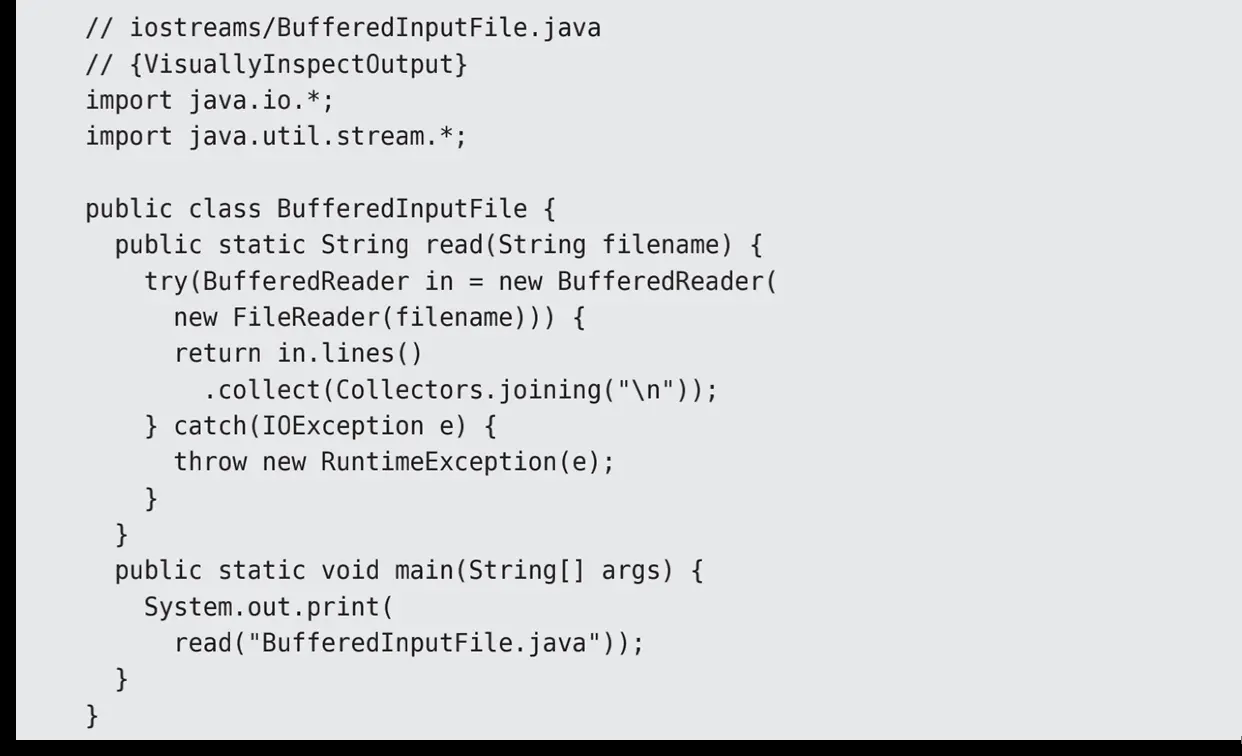 // iostreams/BufferedInputFile.java
// {VisuallyInspectOutput}
import java.io.*;
import java.util.stream.*;

public class BufferedInputFile {
  public static String read(String filename) {
    try(BufferedReader in = new BufferedReader(
      new FileReader(filename))) {
      return in.lines()
        .collect(Collectors.joining("\n"));
    } catch(IOException e) {
      throw new RuntimeException(e);
    }
  }
  public static void main(String[] args) {
    System.out.print(
      read("BufferedInputFile.java"));
  }
}